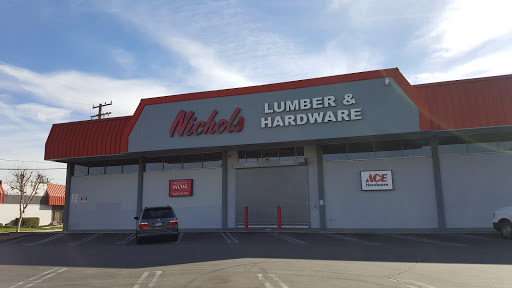 Nichols
LUMBER &
HARDWARE
ACE
Hardware